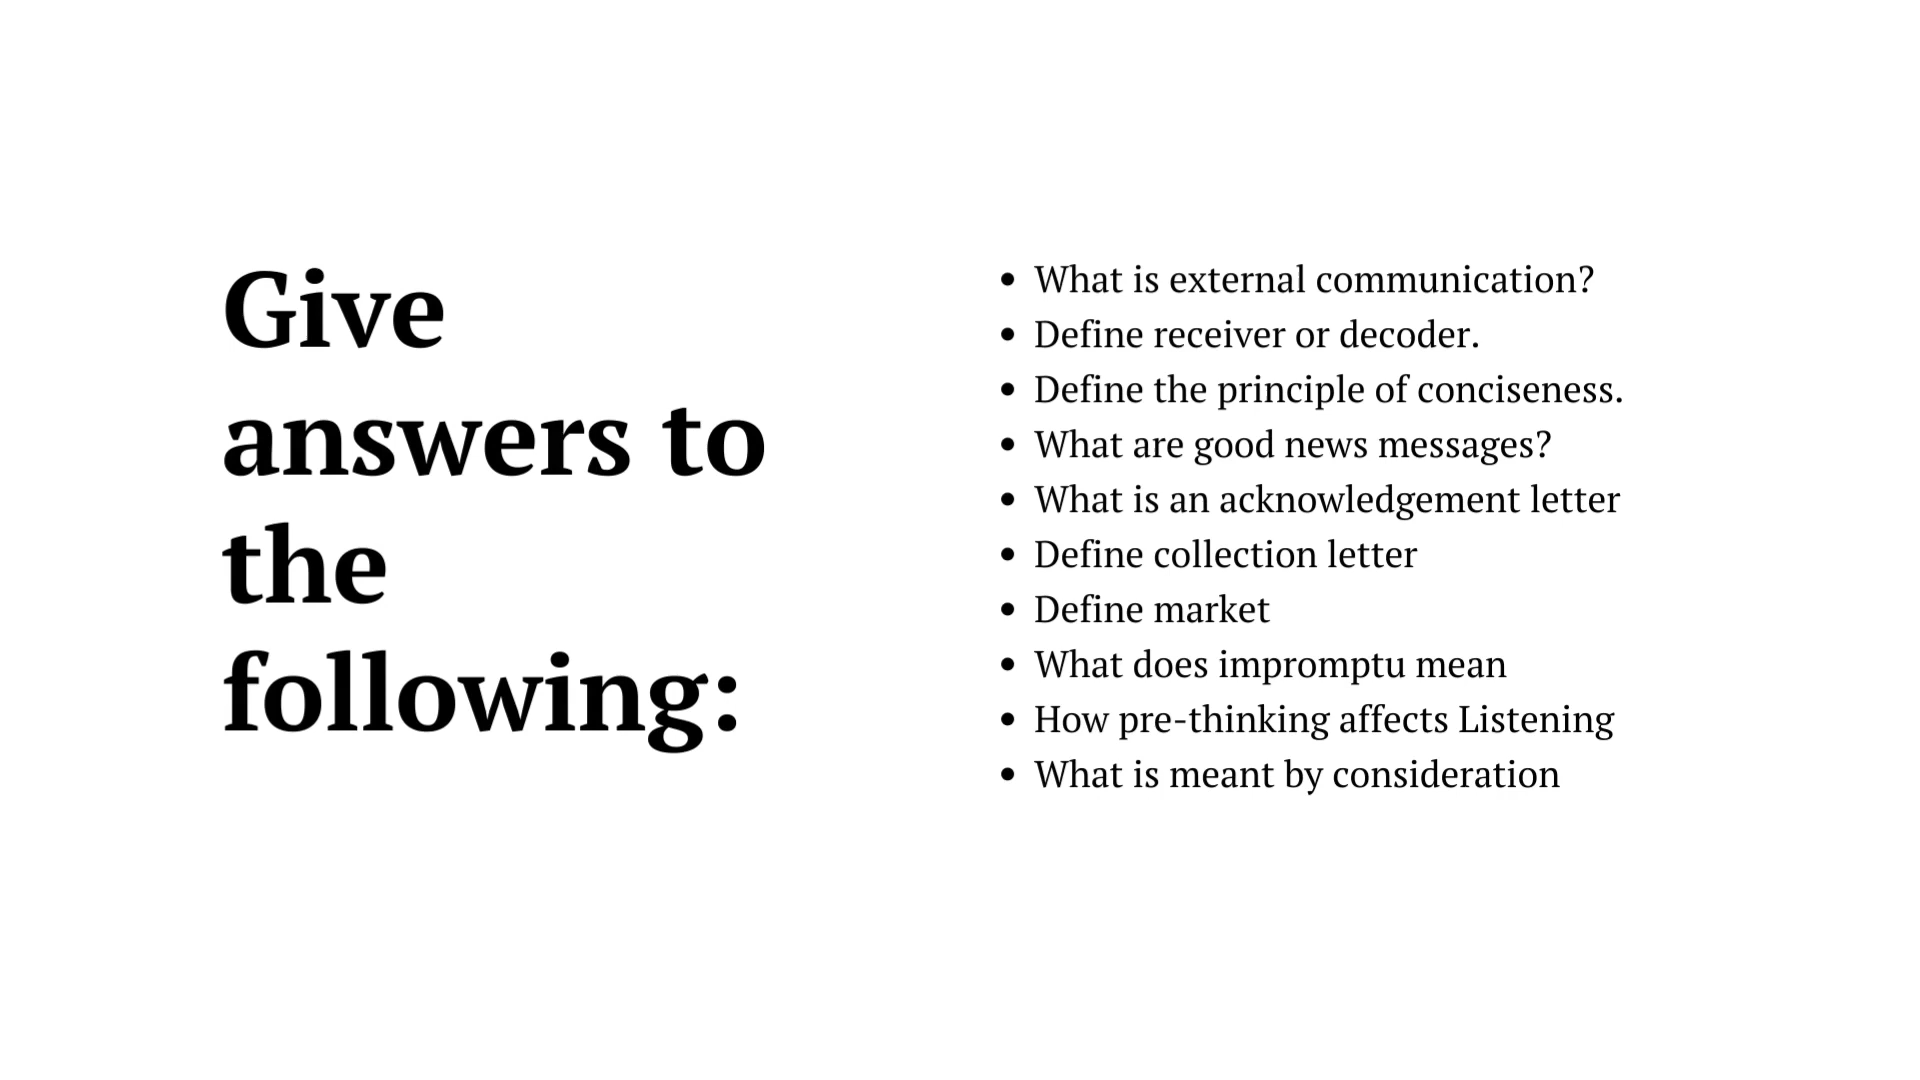 Give
answers to
the
following:
• What is external communication?
• Define receiver or decoder.
• Define the principle of conciseness.
• What are good news messages?
• What is an acknowledgement letter
• Define collection letter
• Define market
• What does impromptu mean
• How pre-thinking affects Listening
• What is meant by consideration